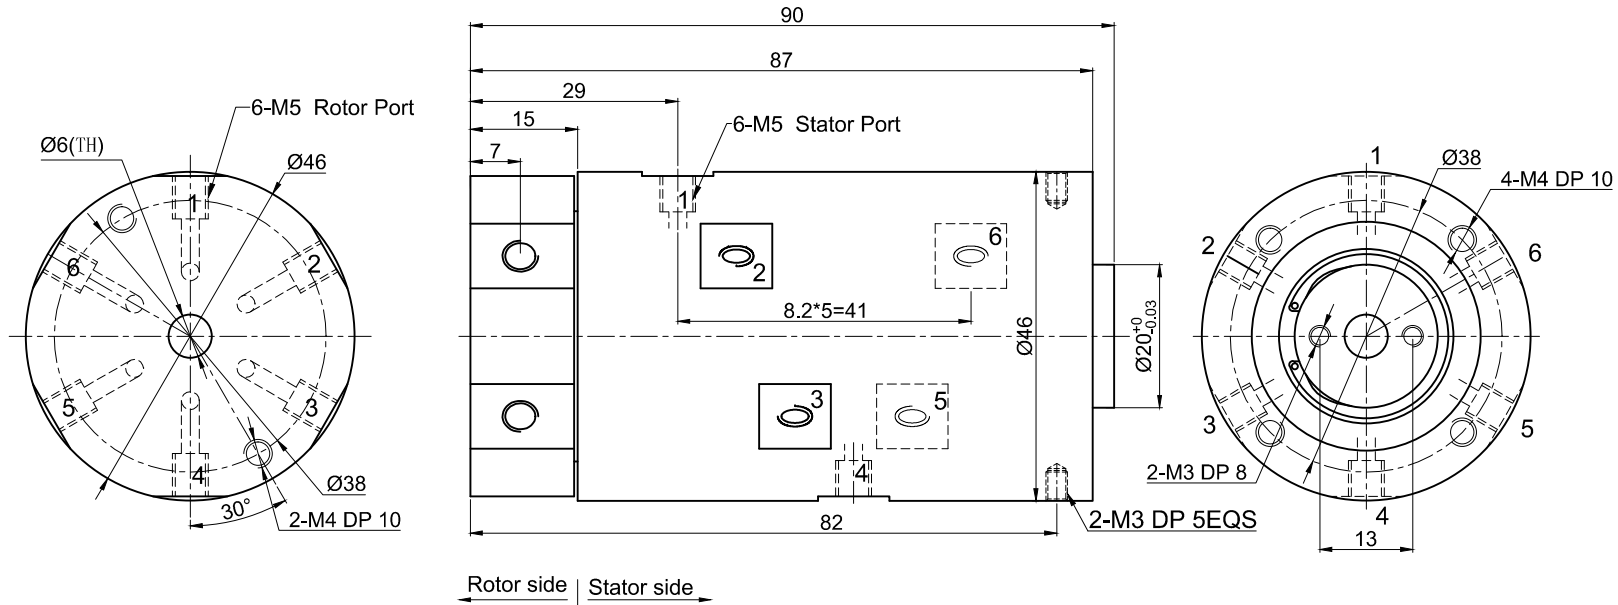 6-M5 Rotor Port
Ø6(TH)
Ø46
1
2
3
4
5
6
Ø38
30°
2-M4 DP 10
90
87
29
15
7
6-M5 Stator Port
1
2
6
8.2*5=41
3
5
4
Ø46
Ø20 +0 -0.03
82
2-M3 DP 5EQS
Rotor side
Stator side
1
Ø38
4-M4 DP 10
2
6
3
5
2-M3 DP 8
4
13